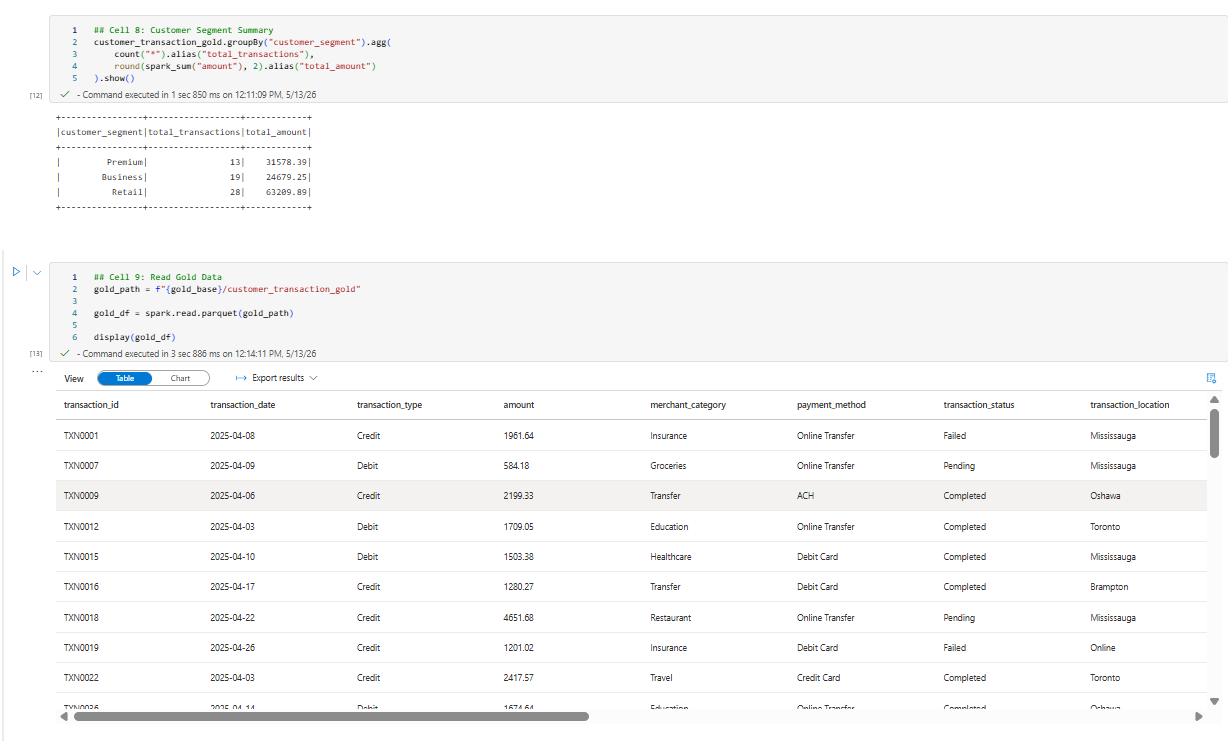 1 ## Cell 8: Customer Segment Summary
2 customer_transaction_gold.groupBy("customer_segment").agg(
3 count("*").alias("total_transactions"),
4 round(spark_sum("amount"), 2).alias("total_amount")
5 ).show()
[12] ✓ - Command executed in 1 sec 850 ms on 12:11:09 PM, 5/13/26
+----------------+------------------+------------+
|customer_segment|total_transactions|total_amount|
+----------------+------------------+------------+
| Premium| 13| 31578.39|
| Business| 19| 24679.25|
| Retail| 28| 63209.89|
+----------------+------------------+------------+
1 ## Cell 9: Read Gold Data
2 gold_path = f"{gold_base}/customer_transaction_gold"
3
4 gold_df = spark.read.parquet(gold_path)
5
6 display(gold_df)
[13] ✓ - Command executed in 3 sec 886 ms on 12:14:11 PM, 5/13/26
View Table Chart Export results
transaction_id transaction_date transaction_type amount merchant_category payment_method transaction_status transaction_location
TXN0001 2025-04-08 Credit 1961.64 Insurance Online Transfer Failed Mississauga
TXN0007 2025-04-09 Debit 584.18 Groceries Online Transfer Pending Mississauga
TXN0009 2025-04-06 Credit 2199.33 Transfer ACH Completed Oshawa
TXN0012 2025-04-03 Debit 1709.05 Education Online Transfer Completed Toronto
TXN0015 2025-04-10 Debit 1503.38 Healthcare Debit Card Completed Mississauga
TXN0016 2025-04-17 Credit 1280.27 Transfer Debit Card Completed Brampton
TXN0018 2025-04-22 Credit 4651.68 Restaurant Online Transfer Pending Mississauga
TXN0019 2025-04-26 Credit 1201.02 Insurance Debit Card Failed Online
TXN0022 2025-04-03 Credit 2417.57 Travel Credit Card Completed Toronto
2025-04-14 Debit 1674.64 Education Online Transfer Completed Oshawa